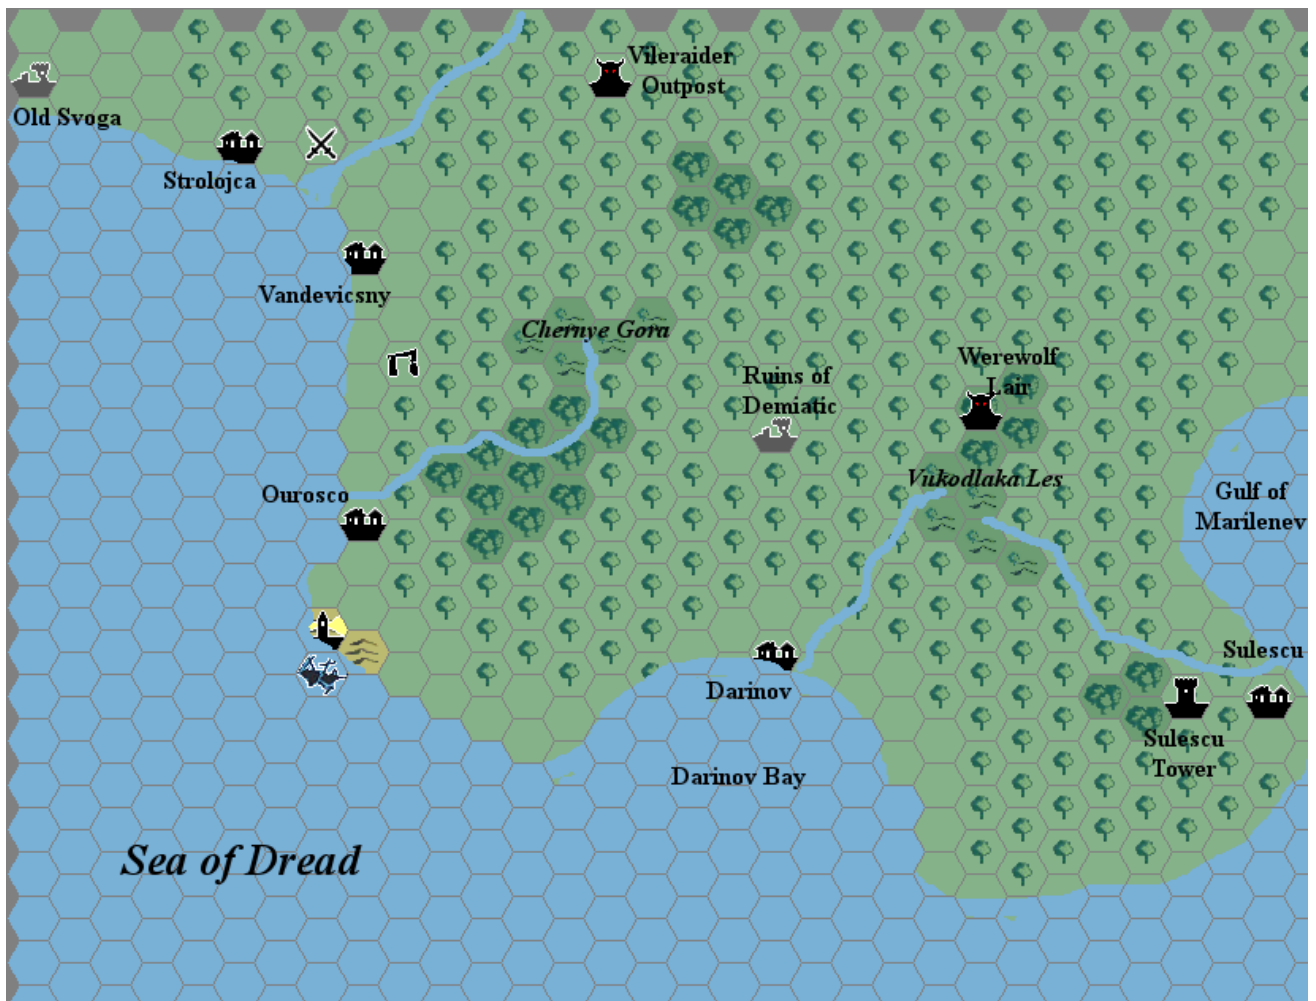 Vileraider
Outpost
Old Svoga
Strolojca
Vandevicsny
Chernye Gora
Werewolf
Lair
Ruins of
Demiatic
Vukodlaka Les
Ourosco
Gulf of
Marilenev
Sulescu
Darinov
Sulescu
Tower
Darinov Bay
Sea of Dread